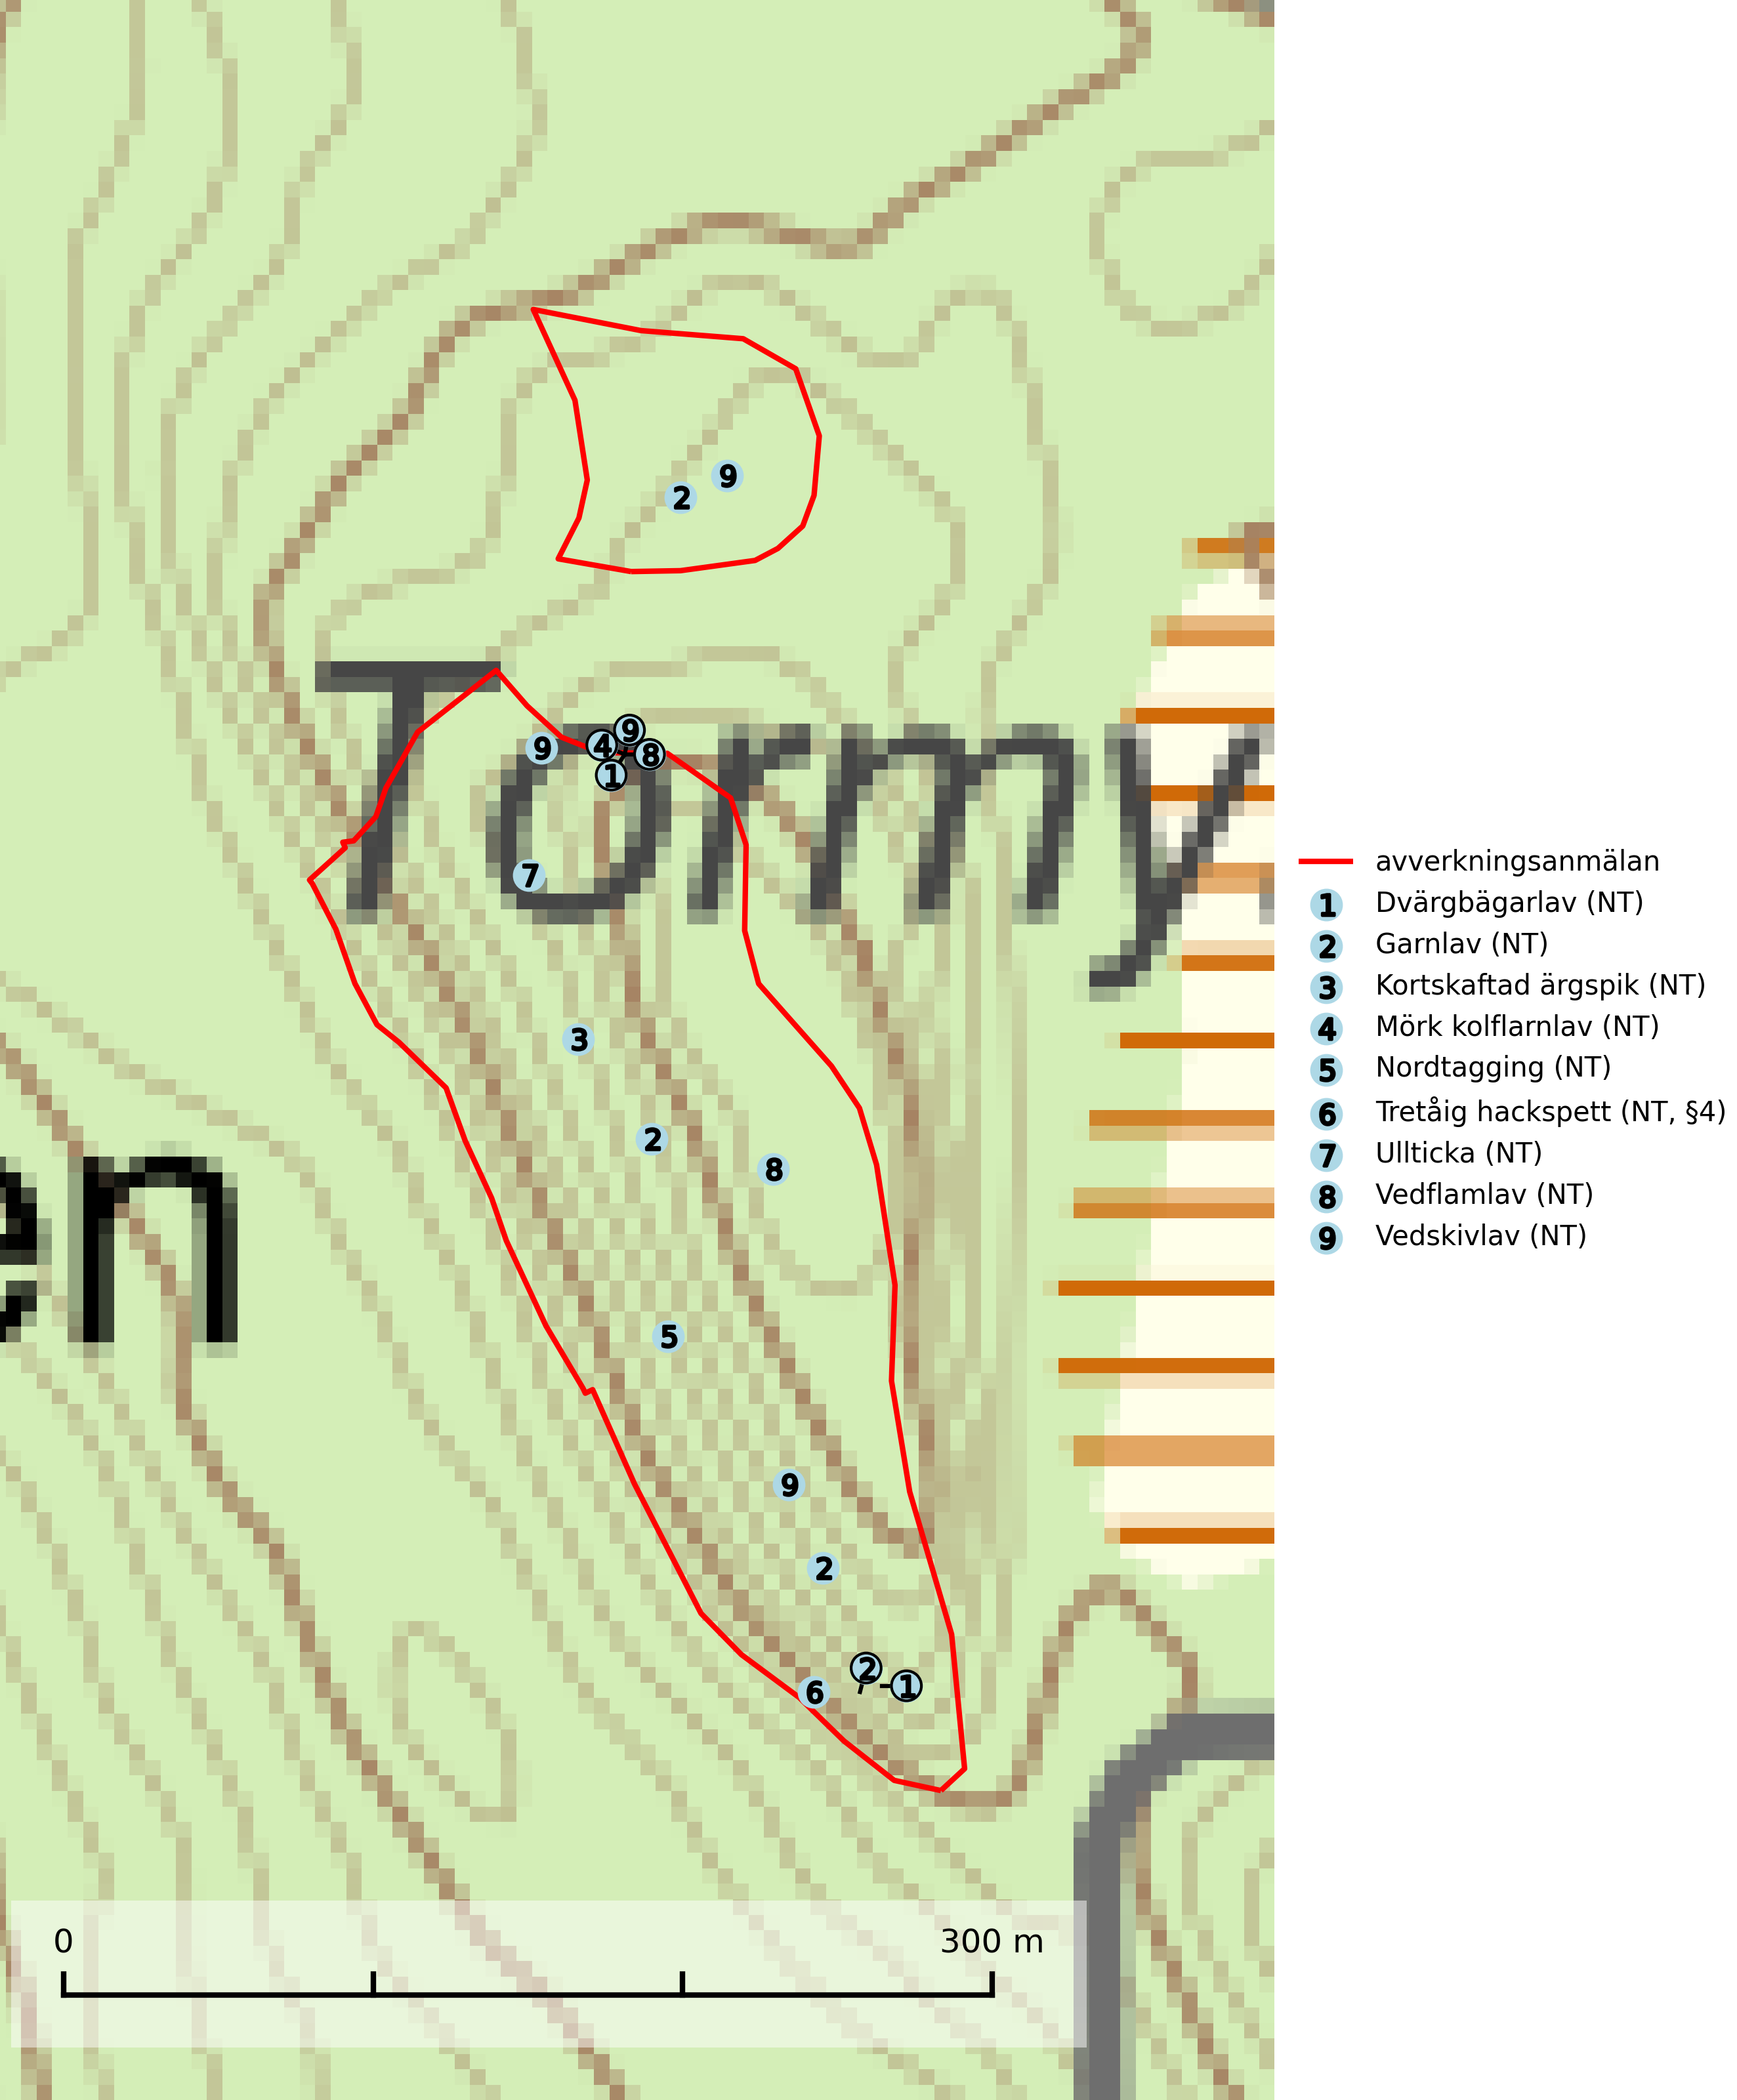 9
2
Tormy
9
4
9
8
1
7
3
2
8
en
5
9
2
2
1
6
0
300 m
avverkningsanmälan
1 Dvärgbägarlav (NT)
2 Garnlav (NT)
3 Kortskaftad ärgspik (NT)
4 Mörk kolflarnlav (NT)
5 Nordtagging (NT)
6 Tretåig hackspett (NT, §4)
7 Ullticka (NT)
8 Vedflamlav (NT)
9 Vedskivlav (NT)